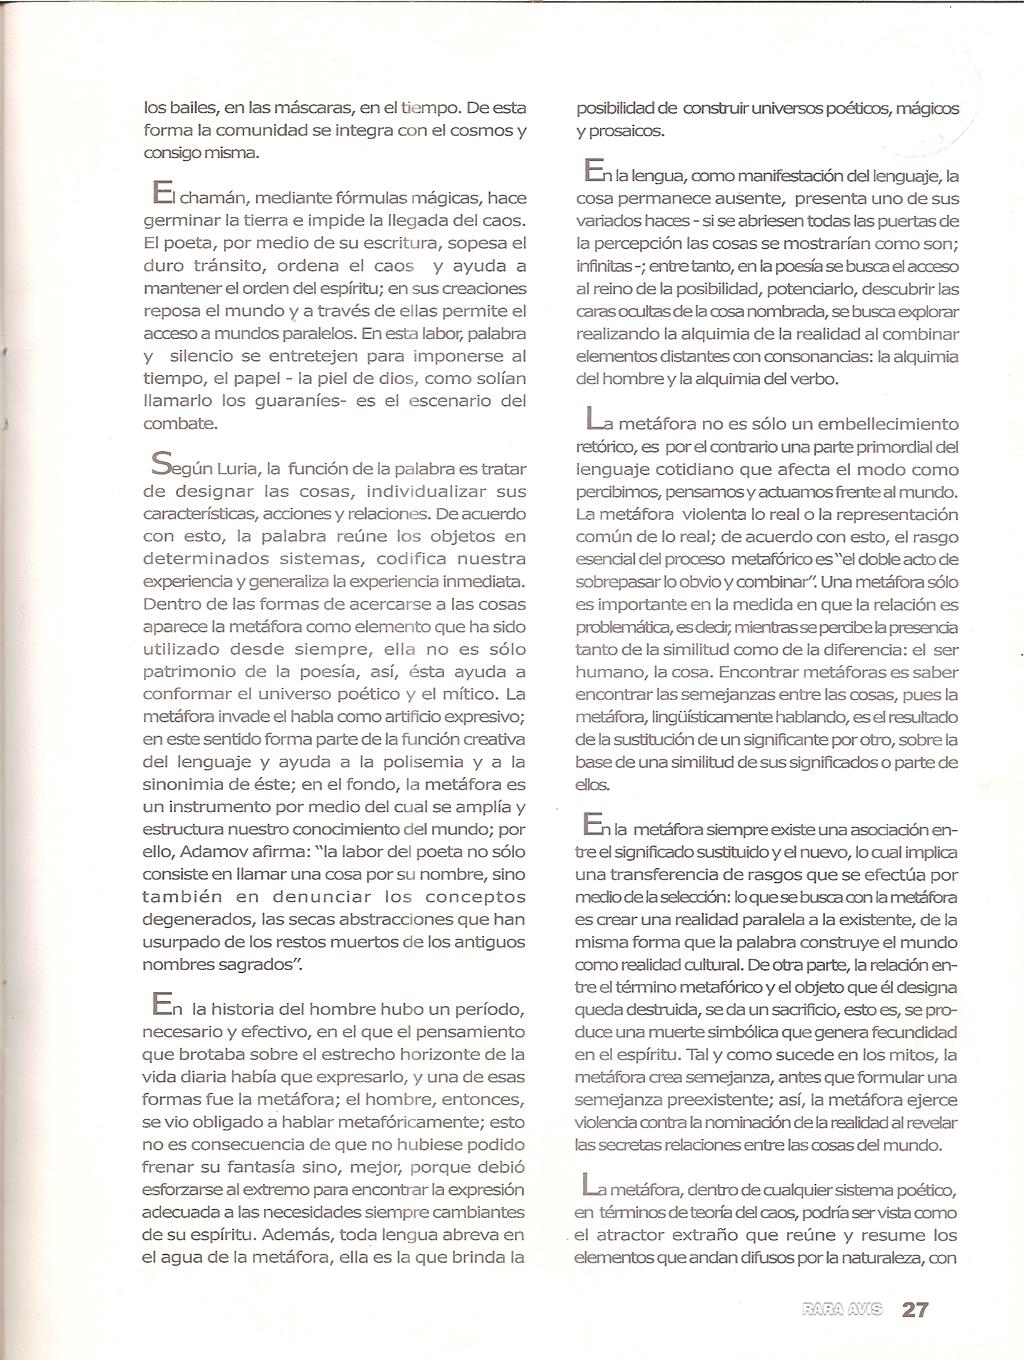 los bailes, en las máscaras, en el tiempo. De esta
forma la comunidad se integra con el cosmos y
consigo misma.
El chamán, mediante fórmulas mágicas, hace
germinar la tierra e impide la llegada del caos.
El poeta, por medio de su escritura, sopesa el
duro tránsito, ordena el caos y ayuda a
mantener el orden del espíritu; en sus creaciones
reposa el mundo y a través de ellas permite el
acceso a mundos paralelos. En esta labor, palabra
y silencio se entretejen para imponerse al
tiempo, el papel - la piel de dios, como solían
llamarlo los guaraníes- es el escenario del
combate.
Según Luria, la función de la palabra es tratar
de designar las cosas, individualizar sus
características, acciones y relaciones. De acuerdo
con esto, la palabra reúne los objetos en
determinados sistemas, codifica nuestra
experiencia y generaliza la experiencia inmediata.
Dentro de las formas de acercarse a las cosas
aparece la metáfora como elemento que ha sido
utilizado desde siempre, ella no es sólo
patrimonio de la poesía, así, ésta ayuda a
conformar el universo poético y el mítico. La
metáfora invade el habla como artificio expresivo;
en este sentido forma parte de la función creativa
del lenguaje y ayuda a la polisemia y a la
sinonimia de éste; en el fondo, la metáfora es
un instrumento por medio del cual se amplía y
estructura nuestro conocimiento del mundo; por
ello, Adamov afirma: "la labor del poeta no sólo
consiste en llamar una cosa por su nombre, sino
también en denunciar los conceptos
degenerados, las secas abstracciones que han
usurpado de los restos muertos de los antiguos
nombres sagrados".
En la historia del hombre hubo un período,
necesario y efectivo, en el que el pensamiento
que brotaba sobre el estrecho horizonte de la
vida diaria había que expresarlo, y una de esas
formas fue la metáfora; el hombre, entonces,
se vio obligado a hablar metafóricamente; esto
no es consecuencia de que no hubiese podido
frenar su fantasía sino, mejor, porque debió
esforzarse al extremo para encontrar la expresión
adecuada a las necesidades siempre cambiantes
de su espíritu. Además, toda lengua abreva en
el agua de la metáfora, ella es la que brinda la
posibilidad de construir universos poéticos, mágicos
y prosaicos.
En la lengua, como manifestación del lenguaje, la
cosa permanece ausente, presenta uno de sus
variados haces - si se abriesen todas las puertas de
la percepción las cosas se mostrarían como son;
infinitas -; entre tanto, en la poesía se busca el acceso
al reino de la posibilidad, potenciarlo, descubrir las
caras ocultas de la cosa nombrada, se busca explorar
realizando la alquimia de la realidad al combinar
elementos distantes con consonancias: la alquimia
del hombre y la alquimia del verbo.
La metáfora no es sólo un embellecimiento
retórico, es por el contrario una parte primordial del
lenguaje cotidiano que afecta el modo como
percibimos, pensamos y actuamos frente al mundo.
La metáfora violenta lo real o la representación
común de lo real; de acuerdo con esto, el rasgo
esencial del proceso metafórico es "el doble acto de
sobrepasar lo obvio y combinar". Una metáfora sólo
es importante en la medida en que la relación es
problemática, es decir, mientras se percibe la presencia
tanto de la similitud como de la diferencia: el ser
humano, la cosa. Encontrar metáforas es saber
encontrar las semejanzas entre las cosas, pues la
metáfora, lingüísticamente hablando, es el resultado
de la sustitución de un significante por otro, sobre la
base de una similitud de sus significados o parte de
ellos.
En la metáfora siempre existe una asociación en-
tre el significado sustituido y el nuevo, lo cual implica
una transferencia de rasgos que se efectúa por
medio de la selección: lo que se busca con la metáfora
es crear una realidad paralela a la existente, de la
misma forma que la palabra construye el mundo
como realidad cultural. De otra parte, la relación en-
tre el término metafórico y el objeto que él designa
queda destruida, se da un sacrificio, esto es, se pro-
duce una muerte simbólica que genera fecundidad
en el espíritu. Tal y como sucede en los mitos, la
metáfora crea semejanza, antes que formular una
semejanza preexistente; así, la metáfora ejerce
violencia contra la nominación de la realidad al revelar
las secretas relaciones entre las cosas del mundo.
La metáfora, dentro de cualquier sistema poético,
en términos de teoría del caos, podría ser vista como
el atractor extraño que reúne y resume los
elementos que andan difusos por la naturaleza, con
RARA AVIS 27